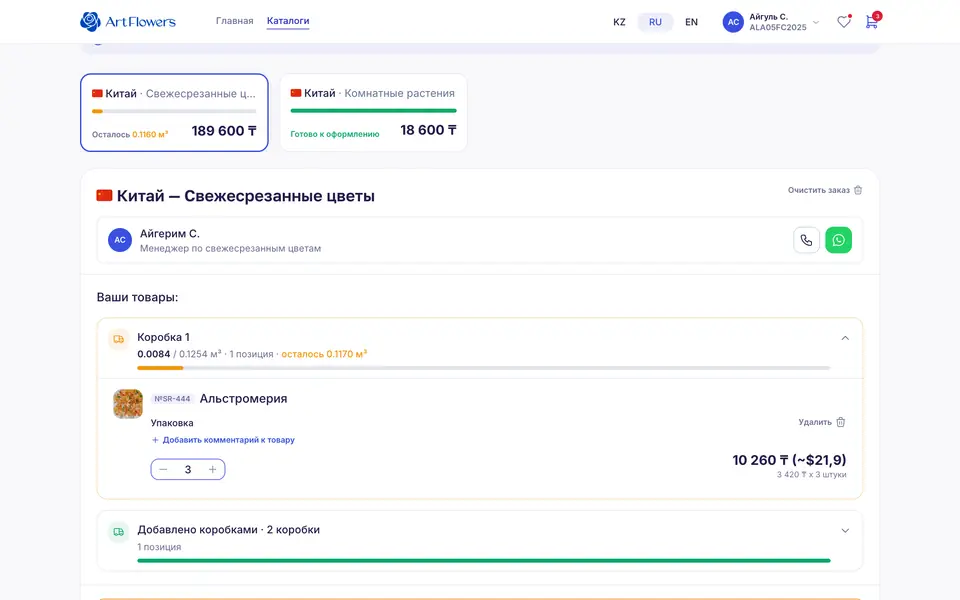 ArtFlowers
Главная
Каталоги
KZ
RU
EN
AC
Айгуль С.
ALA05FC2025
3
Китай · Свежесрезанные ц...
Осталось 0.1160 м³
189 600 ₸
Китай · Комнатные растения
Готово к оформлению
18 600 ₸
Китай — Свежесрезанные цветы
Очистить заказ
AC
Айгерим С.
Менеджер по свежесрезанным цветам
Ваши товары:
Коробка 1
0.0084 / 0.1254 м³ · 1 позиция · осталось 0.1170 м³
№SR-444
Альстромерия
Упаковка
Удалить
+ Добавить комментарий к товару
− 3 +
10 260 ₸ (~$21,9)
3 420 ₸ x 3 штуки
Добавлено коробками · 2 коробки
1 позиция